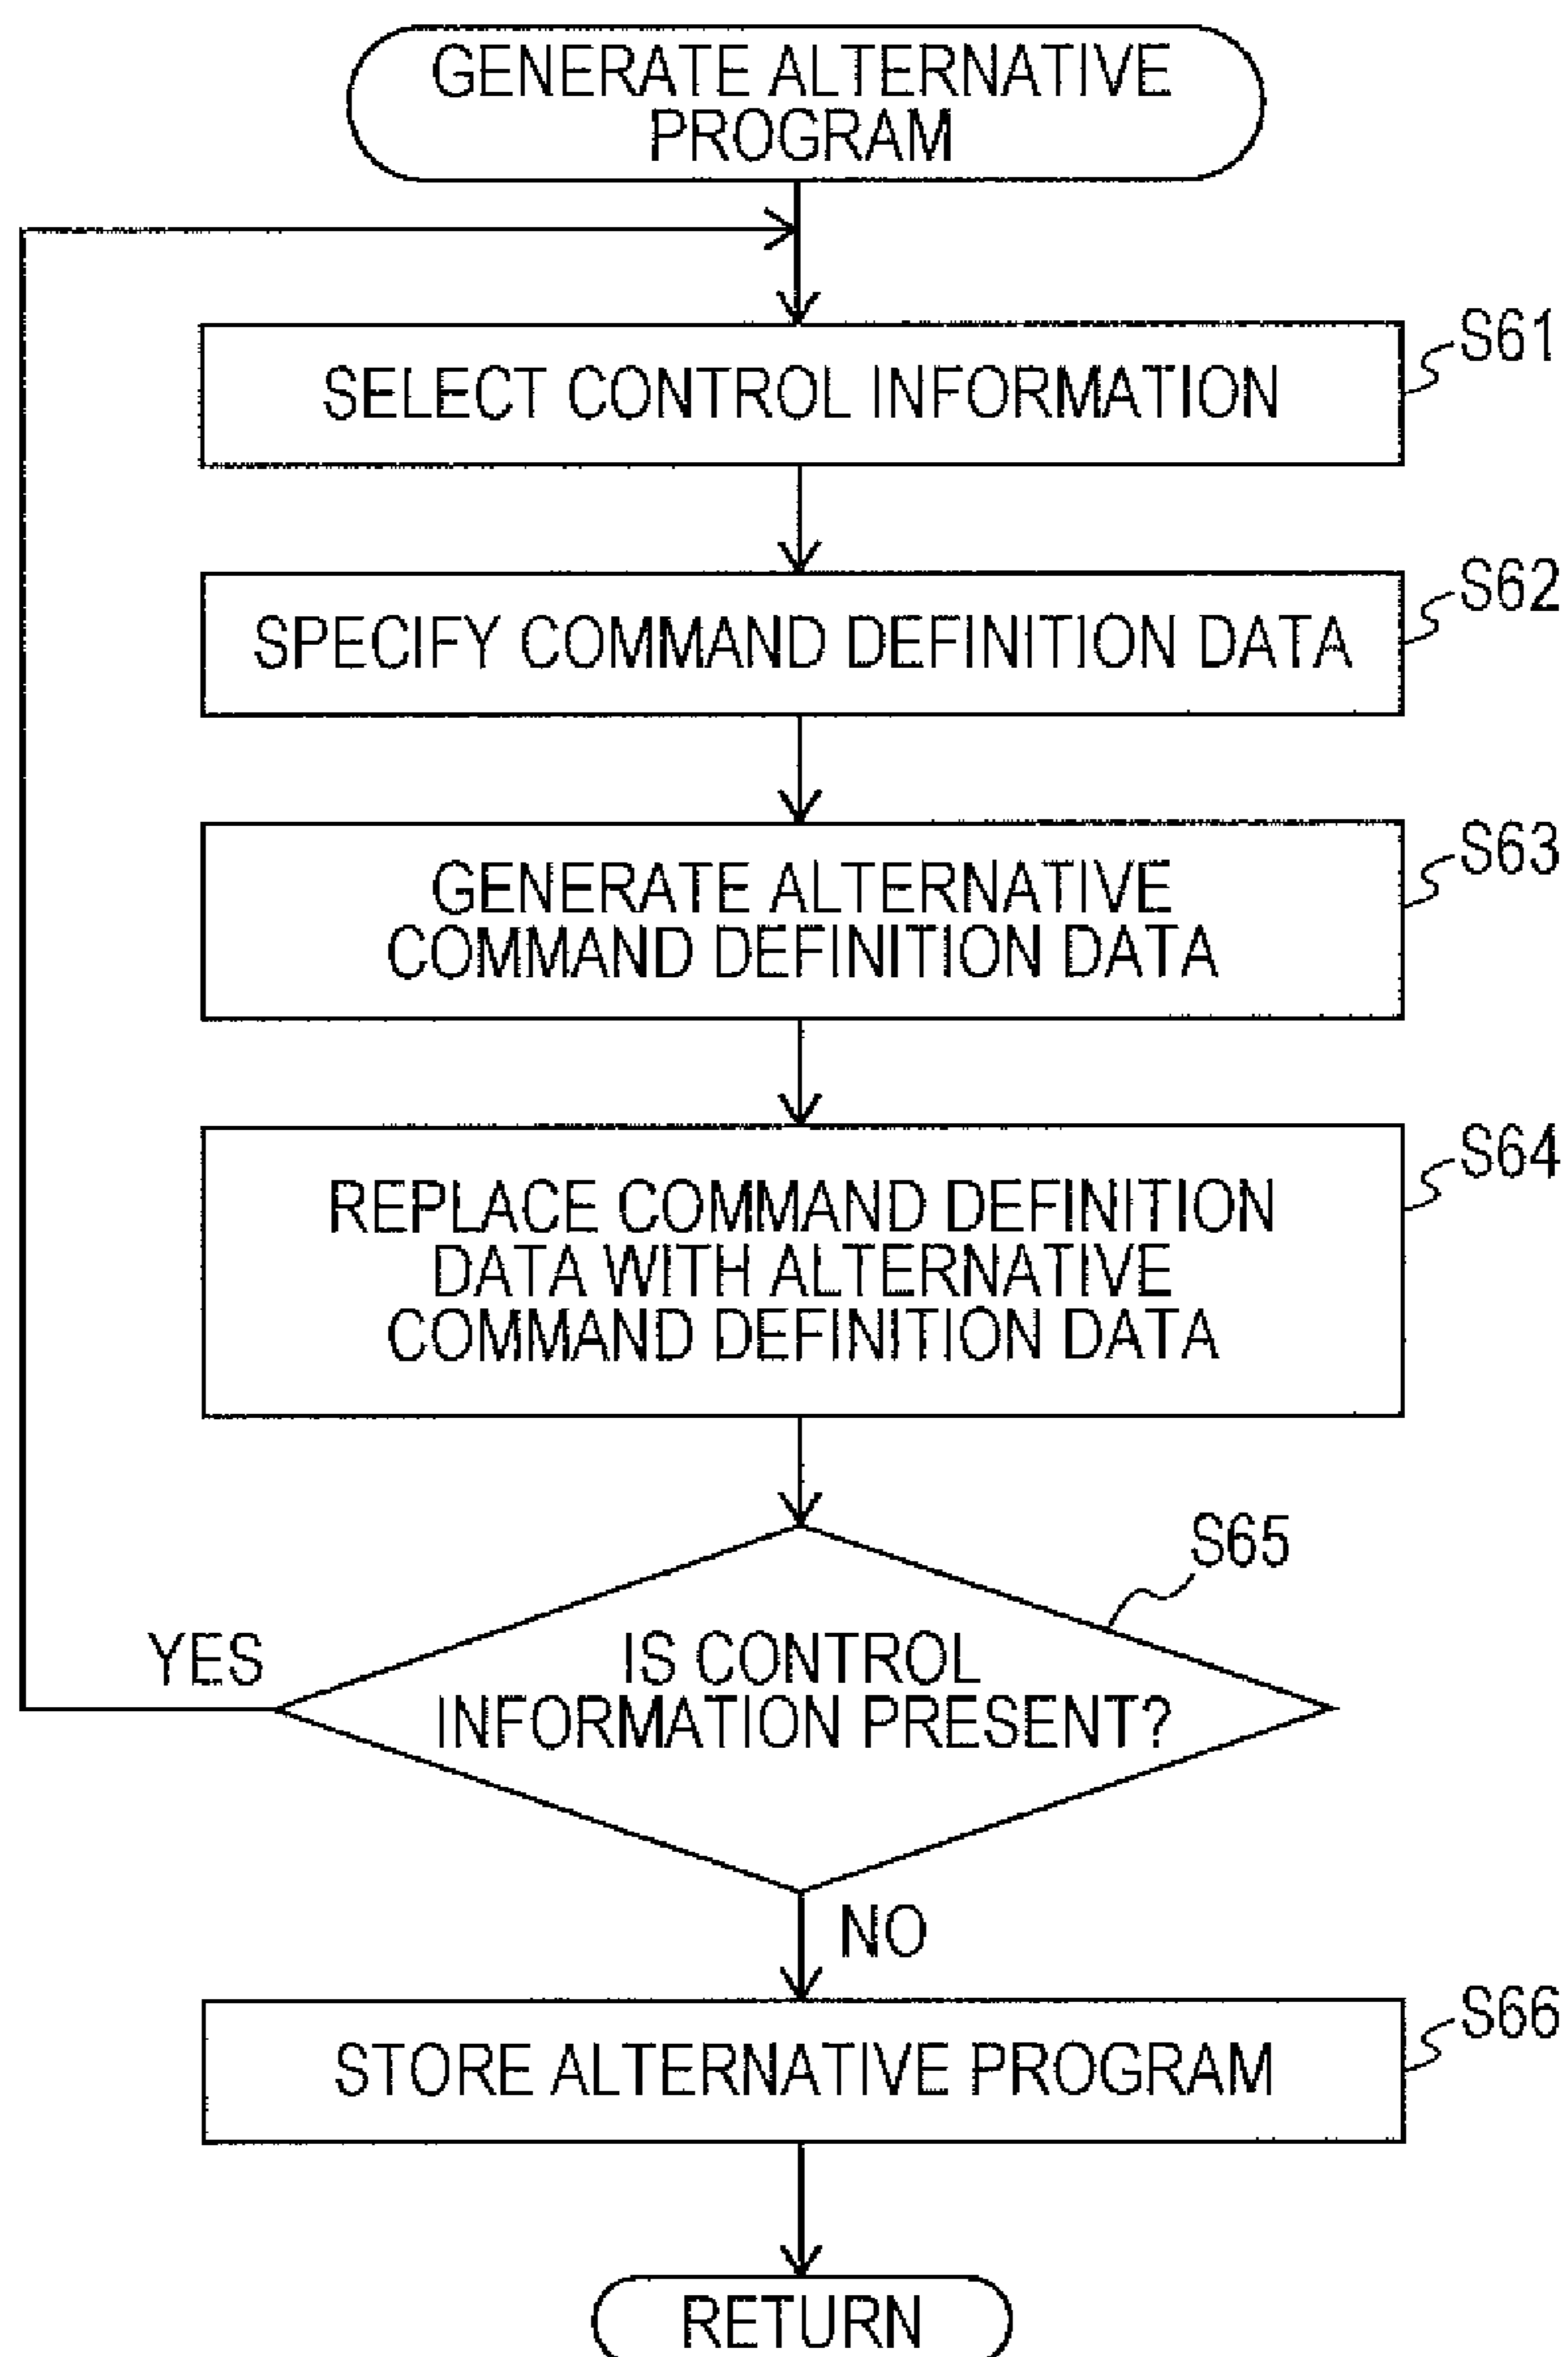 GENERATE ALTERNATIVE
PROGRAM
S61
SELECT CONTROL INFORMATION
S62
SPECIFY COMMAND DEFINITION DATA
S63
GENERATE ALTERNATIVE
COMMAND DEFINITION DATA
S64
REPLACE COMMAND DEFINITION
DATA WITH ALTERNATIVE
COMMAND DEFINITION DATA
S65
YES
IS CONTROL
INFORMATION PRESENT?
NO
S66
STORE ALTERNATIVE PROGRAM
RETURN